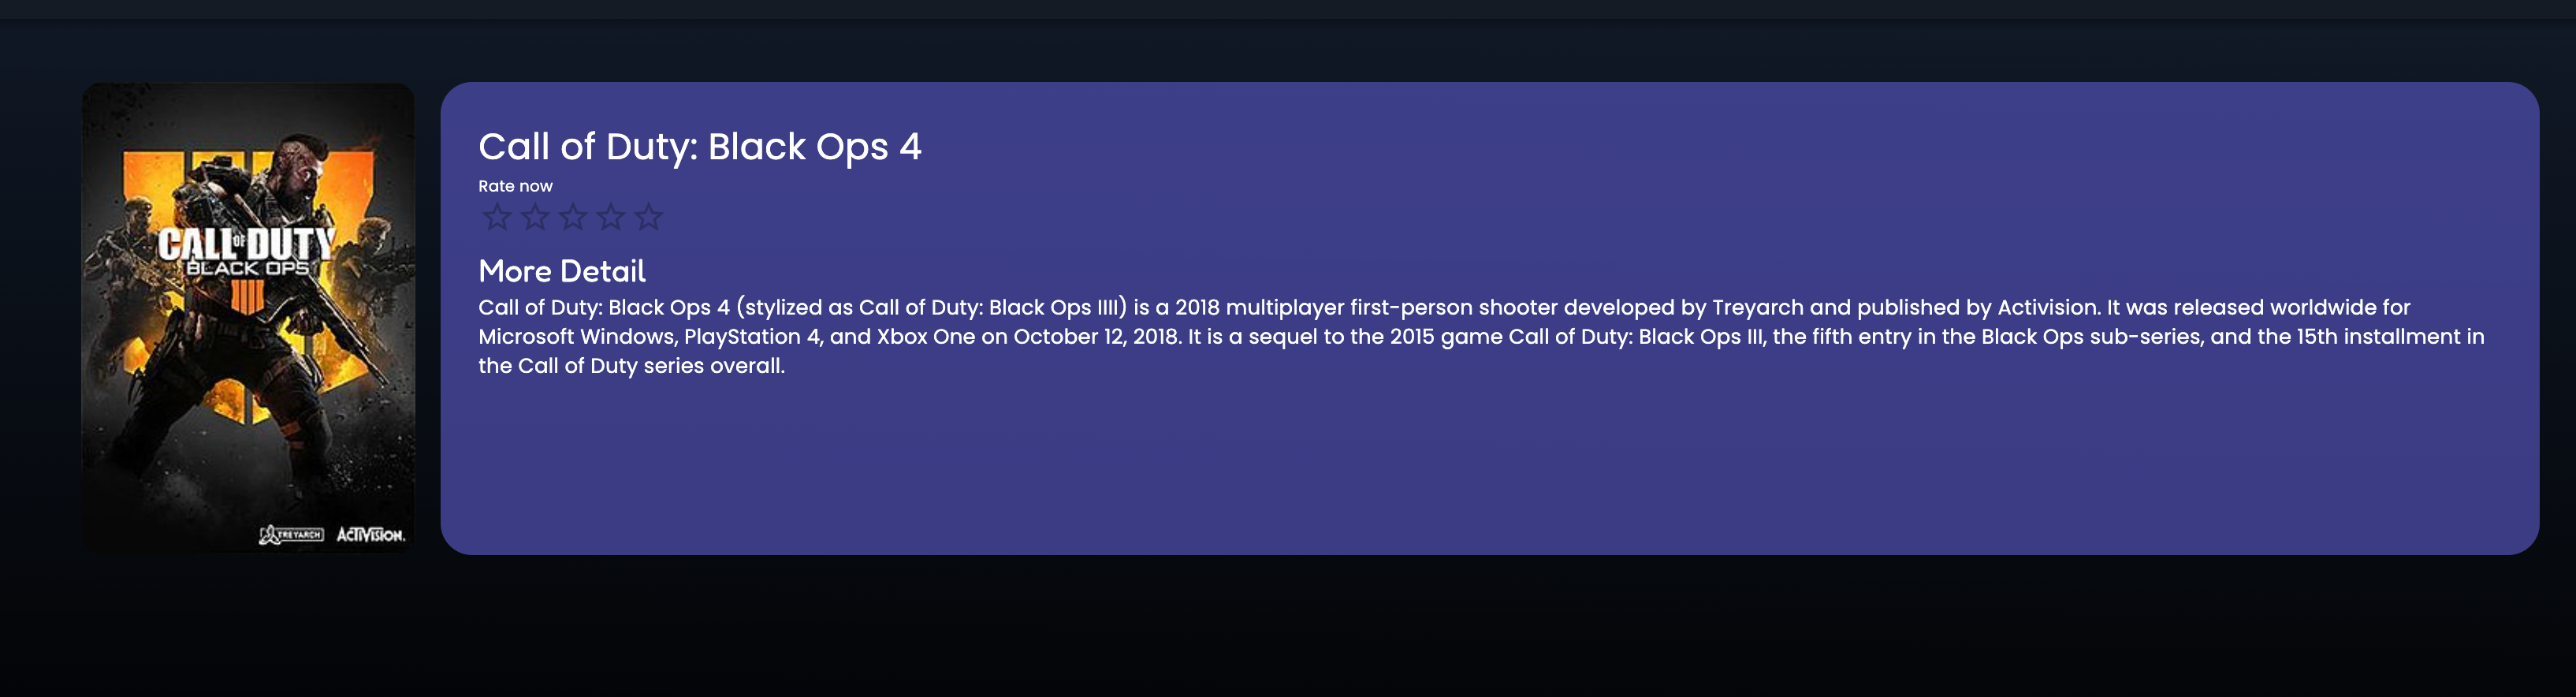 CALL OF DUTY
BLACK OPS
IIII
TREYARCH ACTIVISION.
Call of Duty: Black Ops 4
Rate now
More Detail
Call of Duty: Black Ops 4 (stylized as Call of Duty: Black Ops IIII) is a 2018 multiplayer first-person shooter developed by Treyarch and published by Activision. It was released worldwide for
Microsoft Windows, PlayStation 4, and Xbox One on October 12, 2018. It is a sequel to the 2015 game Call of Duty: Black Ops III, the fifth entry in the Black Ops sub-series, and the 15th installment in
the Call of Duty series overall.